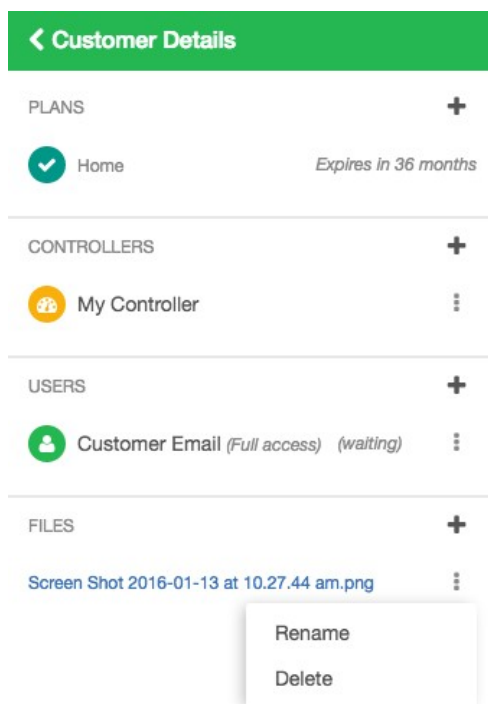 Customer Details
PLANS
Home Expires in 36 months
CONTROLLERS
My Controller
USERS
Customer Email (Full access) (waiting)
FILES
Screen Shot 2016-01-13 at 10.27.44 am.png
Rename
Delete